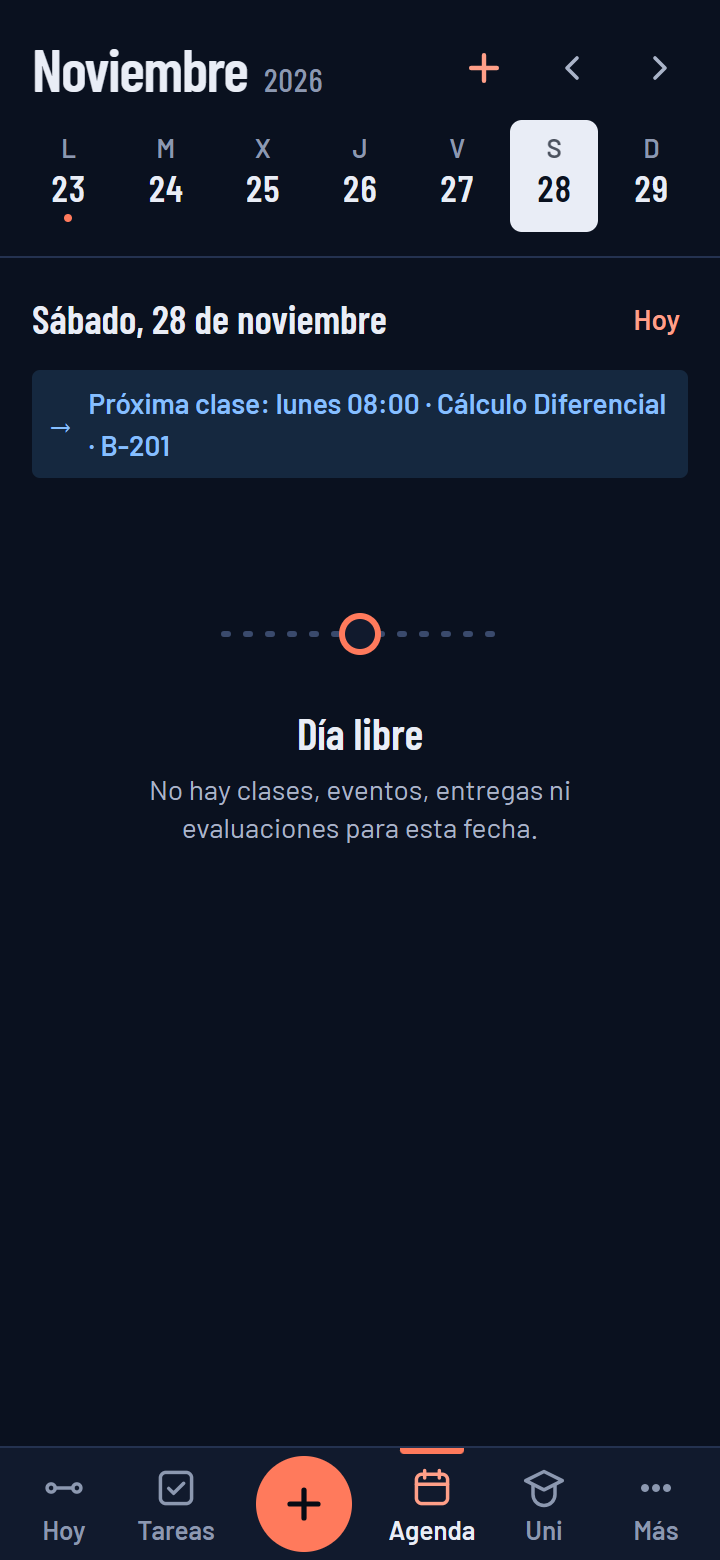 Noviembre 2026
L M X J V S D
23 24 25 26 27 28 29
Sábado, 28 de noviembre Hoy
→ Próxima clase: lunes 08:00 · Cálculo Diferencial
· B-201
Día libre
No hay clases, eventos, entregas ni
evaluaciones para esta fecha.
Hoy Tareas Agenda Uni Más